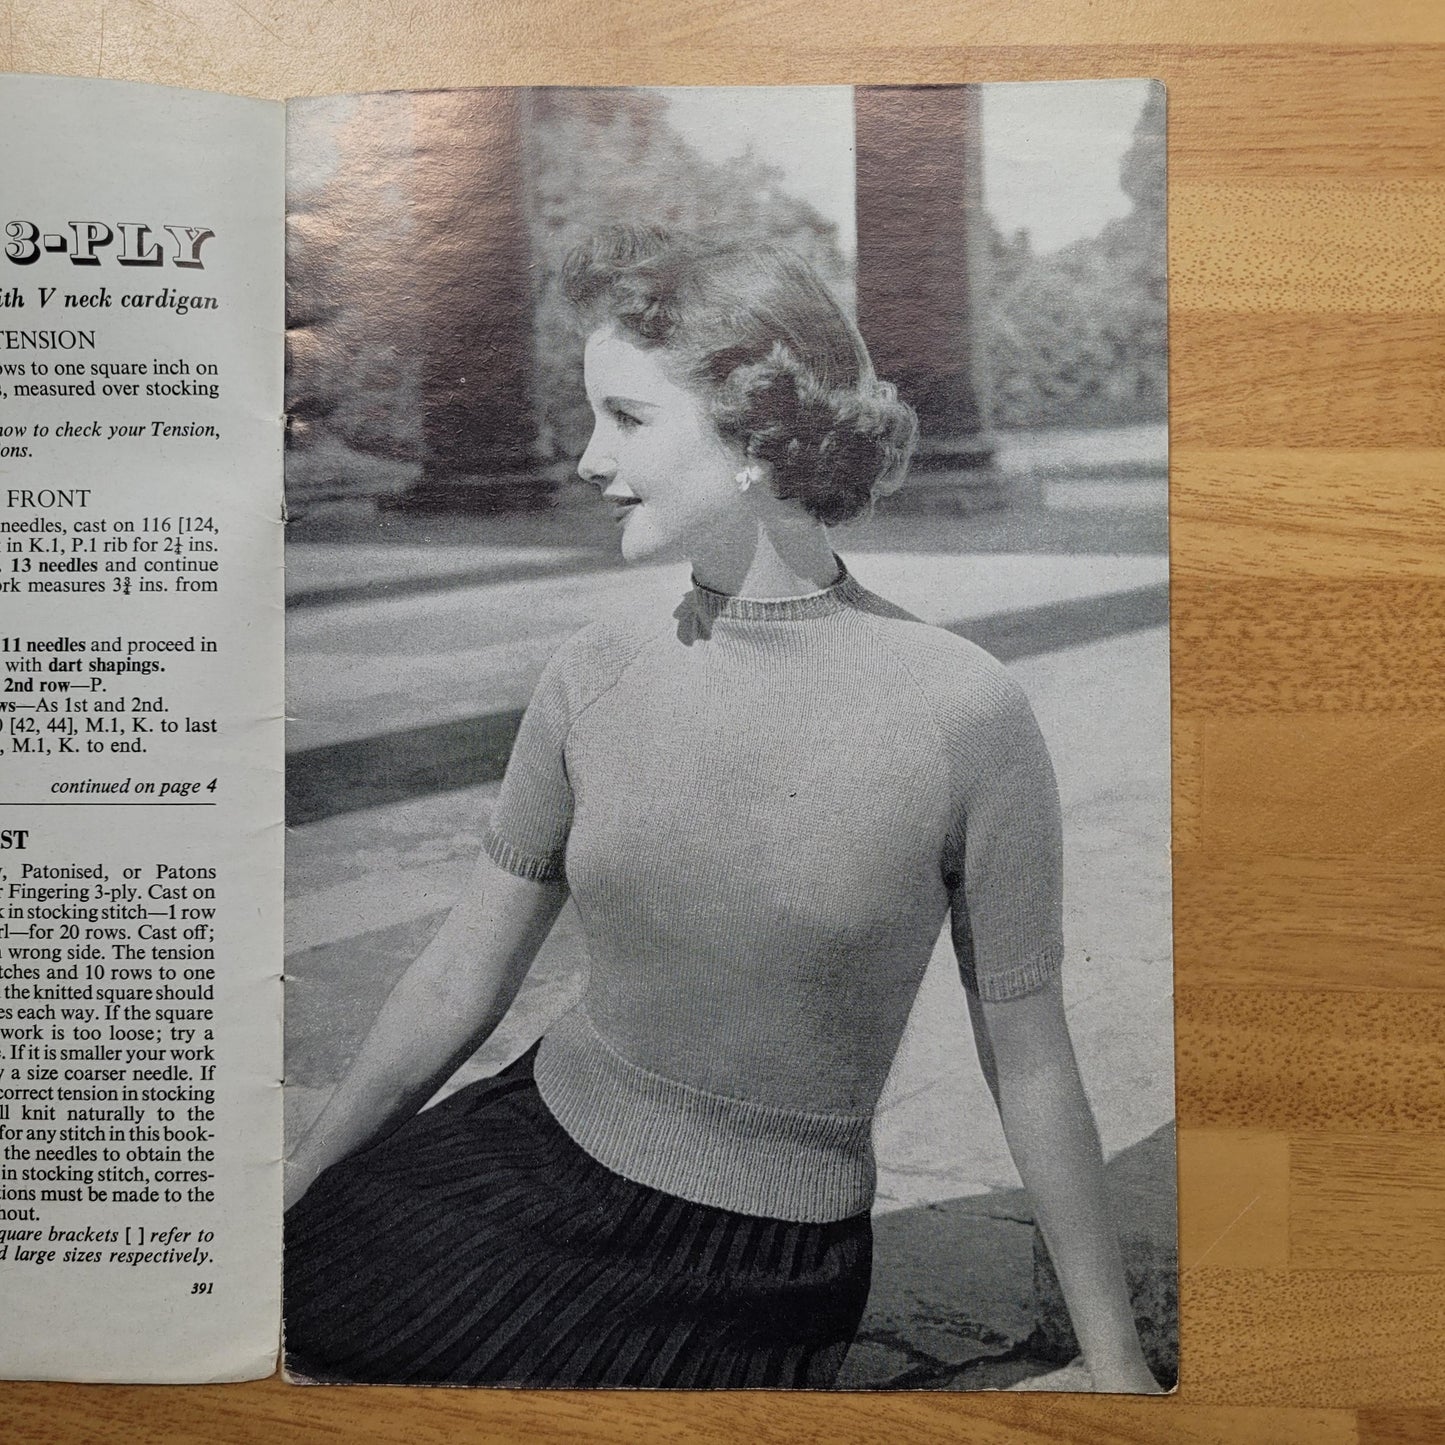 3-PLY
ith V neck cardigan
TENSION
ows to one square inch on
, measured over stocking
how to check your Tension,
ons.
FRONT
needles, cast on 116 [124,
in K.1, P.1 rib for 2¼ ins.
13 needles and continue
ork measures 3¾ ins. from
11 needles and proceed in
with dart shapings.
2nd row—P.
ws—As 1st and 2nd.
0 [42, 44], M.1, K. to last
, M.1, K. to end.
continued on page 4
ST
, Patonised, or Patons
r Fingering 3-ply. Cast on
k in stocking stitch—1 row
rl—for 20 rows. Cast off;
wrong side. The tension
tches and 10 rows to one
the knitted square should
es each way. If the square
work is too loose; try a
. If it is smaller your work
y a size coarser needle. If
correct tension in stocking
ll knit naturally to the
for any stitch in this book-
the needles to obtain the
in stocking stitch, corres-
tions must be made to the
hout.
quare brackets [ ] refer to
d large sizes respectively.
391